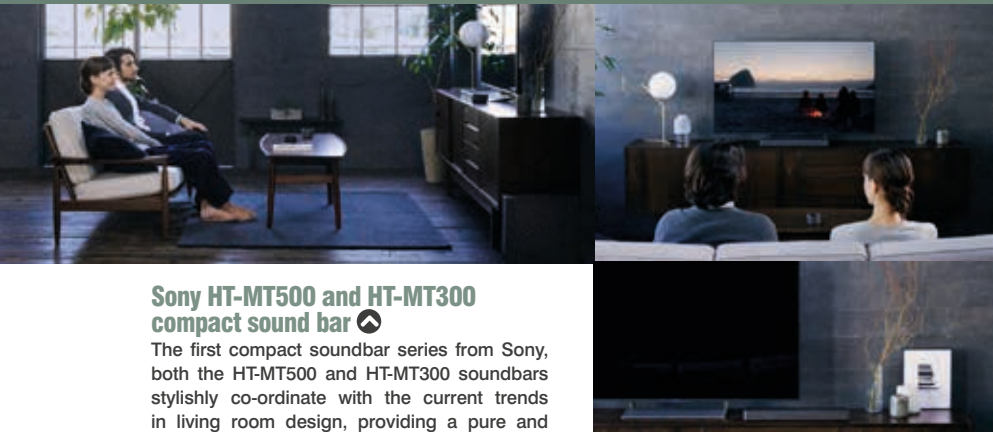 Sony HT-MT500 and HT-MT300
compact sound bar
The first compact soundbar series from Sony,
both the HT-MT500 and HT-MT300 soundbars
stylishly co-ordinate with the current trends
in living room design, providing a pure and